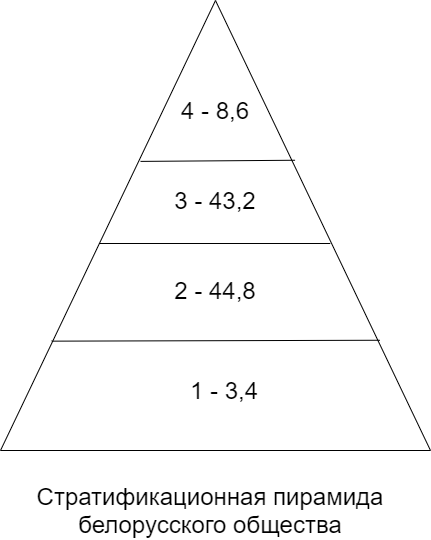 4 - 8,6
3 - 43,2
2 - 44,8
1 - 3,4
Стратификационная пирамида
белорусского общества